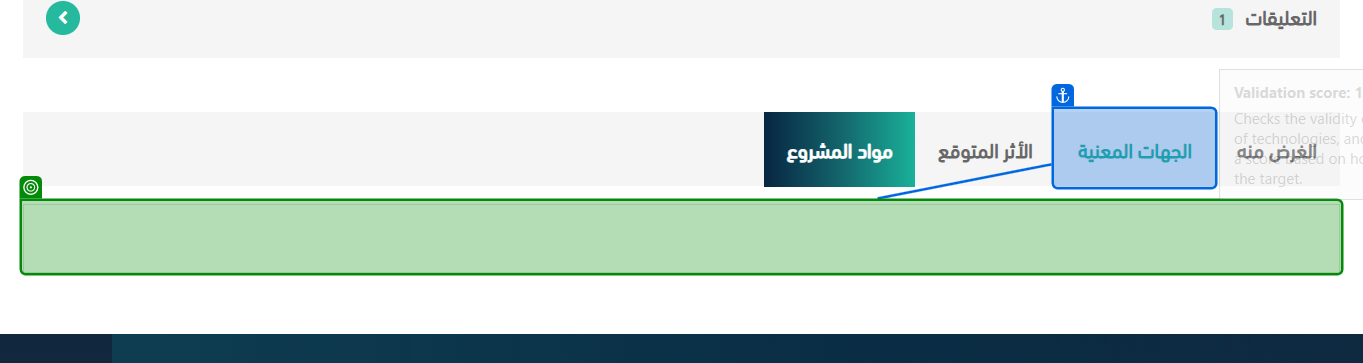 التعليقات 1
Validation score: 1
Checks the validity
of technologies, and
a score based on ho
the target.
الغرض منه
الجهات المعنية
الأثر المتوقع
مواد المشروع